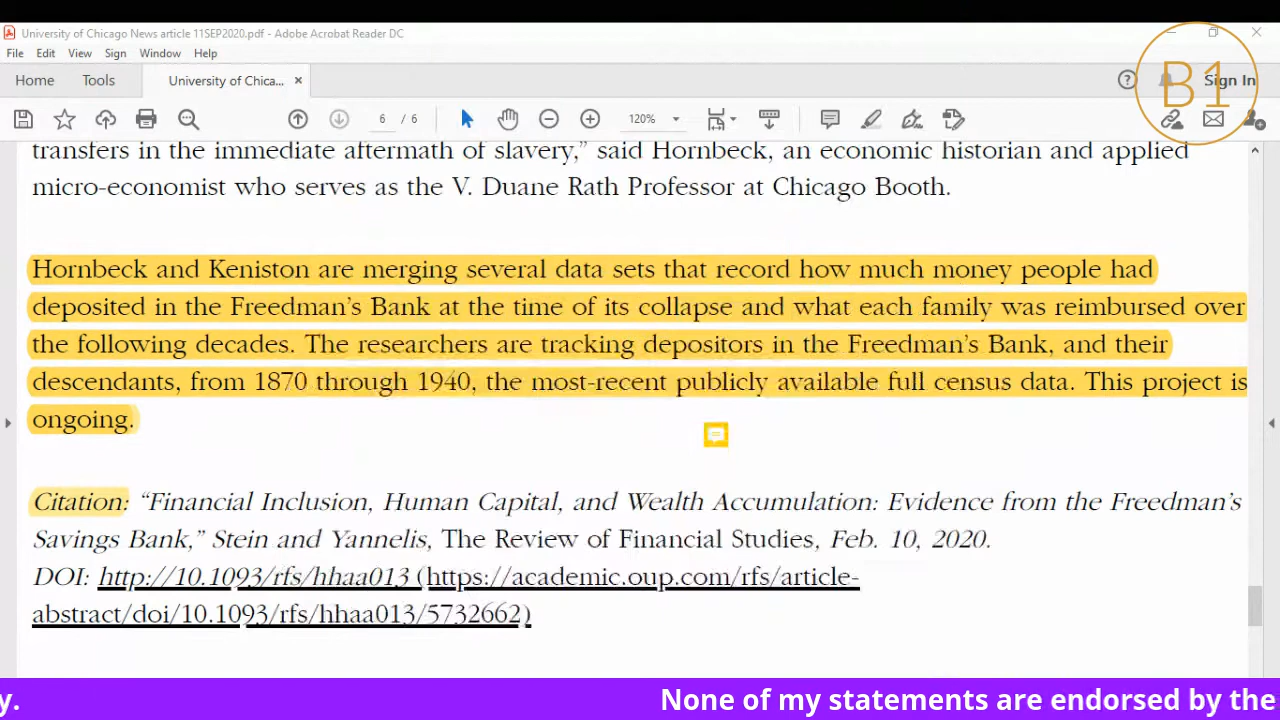 University of Chicago News article 11SEP2020.pdf - Adobe Acrobat Reader DC
File Edit View Sign Window Help
Home Tools University of Chica... × ? Sign In
B1
6 / 6 120%
transfers in the immediate aftermath of slavery,” said Hornbeck, an economic historian and applied
micro-economist who serves as the V. Duane Rath Professor at Chicago Booth.
Hornbeck and Keniston are merging several data sets that record how much money people had
deposited in the Freedman’s Bank at the time of its collapse and what each family was reimbursed over
the following decades. The researchers are tracking depositors in the Freedman’s Bank, and their
descendants, from 1870 through 1940, the most-recent publicly available full census data. This project is
ongoing.
Citation: “Financial Inclusion, Human Capital, and Wealth Accumulation: Evidence from the Freedman’s
Savings Bank,” Stein and Yannelis, The Review of Financial Studies, Feb. 10, 2020.
DOI: http://10.1093/rfs/hhaa013 (https://academic.oup.com/rfs/article-
abstract/doi/10.1093/rfs/hhaa013/5732662)
y. None of my statements are endorsed by the